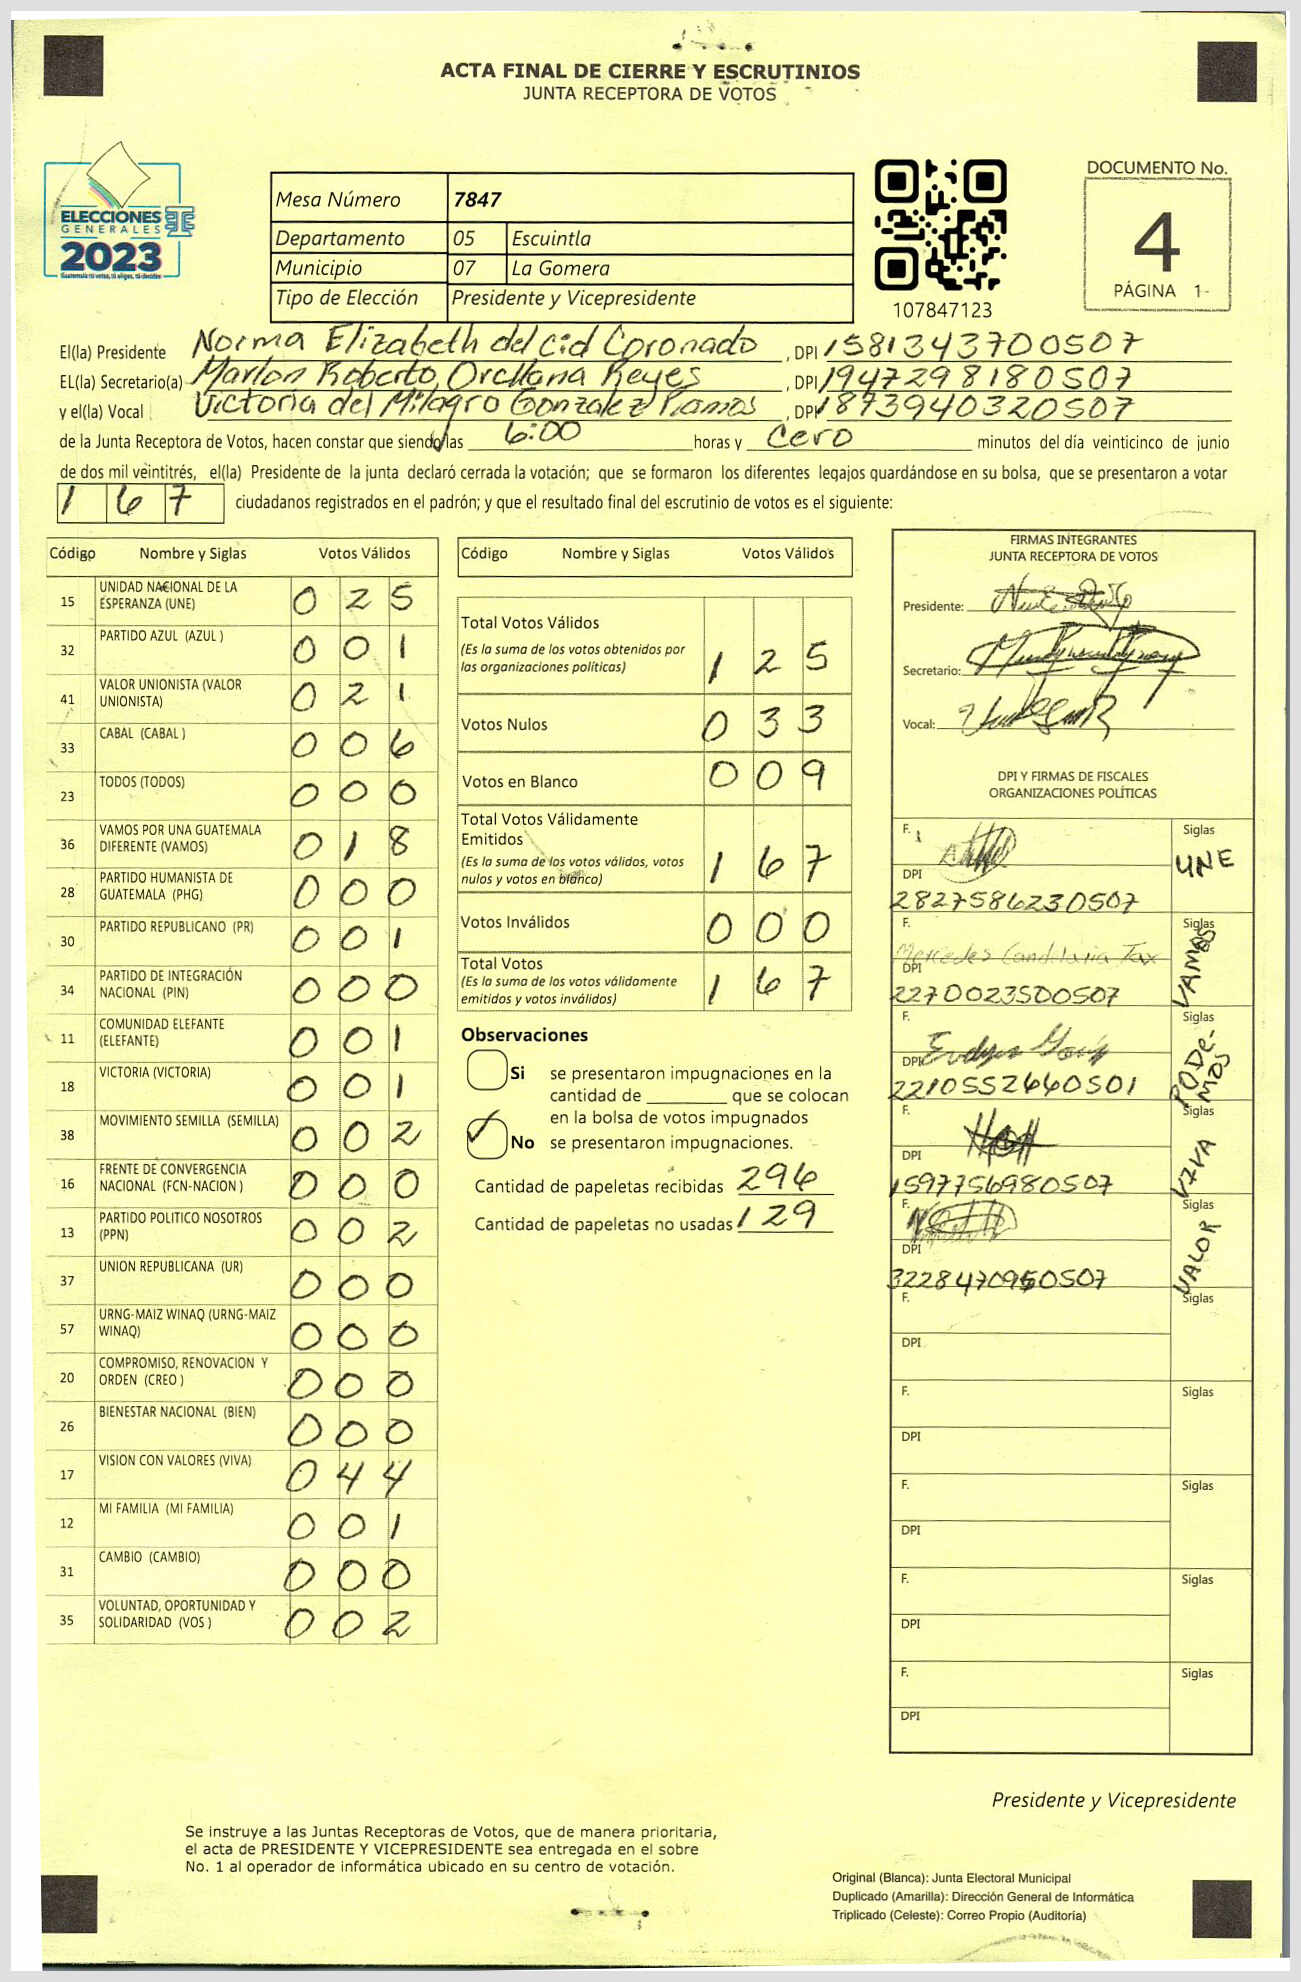 ACTA FINAL DE CIERRE Y ESCRUTINIOS
JUNTA RECEPTORA DE VOTOS
ELECCIONES
GENERALES
2023
Mesa Número 7847
Departamento 05 Escuintla
Municipio 07 La Gomera
Tipo de Elección Presidente y Vicepresidente
107847123
DOCUMENTO No.
4
PÁGINA 1-
El(la) Presidente Norma Elizabeth del Cid Coronado, DPI 1581343700507
EL(la) Secretario(a) Marlon Roberto Orellana Reyes, DPI 1947298180507
y el(la) Vocal Victoria del Milagro Gonzalez Ramos, DPI 1873940320507
de la Junta Receptora de Votos, hacen constar que siendo las 6:00 horas y cero minutos del día veinticinco de junio
de dos mil veintitrés, el(la) Presidente de la junta declaró cerrada la votación; que se formaron los diferentes legajos quardándose en su bolsa, que se presentaron a votar
1 6 7 ciudadanos registrados en el padrón; y que el resultado final del escrutinio de votos es el siguiente:
Código Nombre y Siglas Votos Válidos
15 UNIDAD NACIONAL DE LA ESPERANZA (UNE) 0 2 5
32 PARTIDO AZUL (AZUL ) 0 0 1
41 VALOR UNIONISTA (VALOR UNIONISTA) 0 2 1
33 CABAL (CABAL ) 0 0 6
23 TODOS (TODOS) 0 0 0
36 VAMOS POR UNA GUATEMALA DIFERENTE (VAMOS) 0 1 8
28 PARTIDO HUMANISTA DE GUATEMALA (PHG) 0 0 0
30 PARTIDO REPUBLICANO (PR) 0 0 1
34 PARTIDO DE INTEGRACIÓN NACIONAL (PIN) 0 0 0
11 COMUNIDAD ELEFANTE (ELEFANTE) 0 0 1
18 VICTORIA (VICTORIA) 0 0 1
38 MOVIMIENTO SEMILLA (SEMILLA) 0 0 2
16 FRENTE DE CONVERGENCIA NACIONAL (FCN-NACION ) 0 0 0
13 PARTIDO POLITICO NOSOTROS (PPN) 0 0 2
37 UNION REPUBLICANA (UR) 0 0 0
57 URNG-MAIZ WINAQ (URNG-MAIZ WINAQ) 0 0 0
20 COMPROMISO, RENOVACION Y ORDEN (CREO ) 0 0 0
26 BIENESTAR NACIONAL (BIEN) 0 0 0
17 VISION CON VALORES (VIVA) 0 4 4
12 MI FAMILIA (MI FAMILIA) 0 0 1
31 CAMBIO (CAMBIO) 0 0 0
35 VOLUNTAD, OPORTUNIDAD Y SOLIDARIDAD (VOS ) 0 0 2
Código Nombre y Siglas Votos Válidos
Total Votos Válidos
(Es la suma de los votos obtenidos por
las organizaciones políticas) 1 2 5
Votos Nulos 0 3 3
Votos en Blanco 0 0 9
Total Votos Válidamente
Emitidos
(Es la suma de los votos válidos, votos
nulos y votos en blanco) 1 6 7
Votos Inválidos 0 0 0
Total Votos
(Es la suma de los votos válidamente
emitidos y votos inválidos) 1 6 7
Observaciones
Si se presentaron impugnaciones en la
cantidad de ________ que se colocan
en la bolsa de votos impugnados
No se presentaron impugnaciones.
Cantidad de papeletas recibidas 296
Cantidad de papeletas no usadas 129
FIRMAS INTEGRANTES
JUNTA RECEPTORA DE VOTOS
Presidente:
Secretario:
Vocal:
DPI Y FIRMAS DE FISCALES
ORGANIZACIONES POLÍTICAS
F. Siglas UNE
DPI
2827586230507
F. Mercedes Candelaria Tax Siglas VAMOS
DPI
2270023500507
F. Siglas PODE-MOS
DPI
2210552660501
F. Siglas VIVA
DPI
1597756980507
F. Siglas VALOR
DPI
3228470950507
F. Siglas
DPI
F. Siglas
DPI
F. Siglas
DPI
F. Siglas
DPI
F. Siglas
DPI
Presidente y Vicepresidente
Se instruye a las Juntas Receptoras de Votos, que de manera prioritaria,
el acta de PRESIDENTE Y VICEPRESIDENTE sea entregada en el sobre
No. 1 al operador de informática ubicado en su centro de votación.
Original (Blanca): Junta Electoral Municipal
Duplicado (Amarilla): Dirección General de Informática
Triplicado (Celeste): Correo Propio (Auditoría)